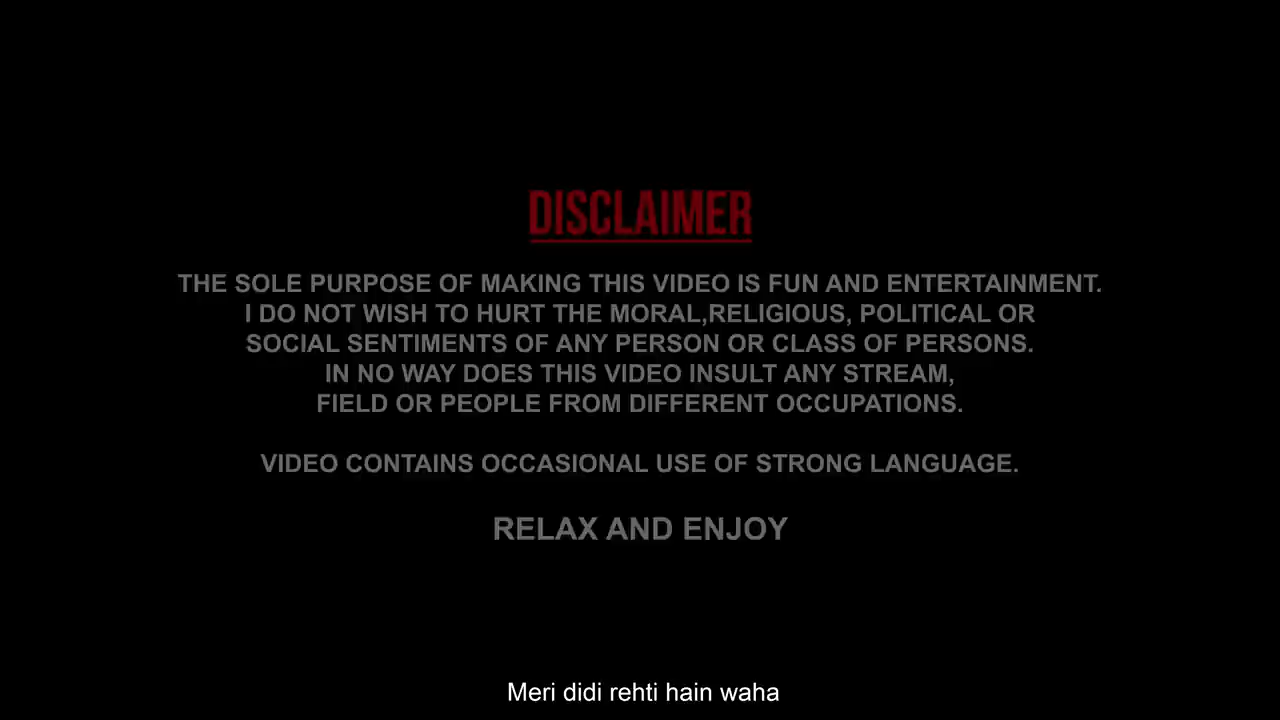 DISCLAIMER
THE SOLE PURPOSE OF MAKING THIS VIDEO IS FUN AND ENTERTAINMENT.
I DO NOT WISH TO HURT THE MORAL,RELIGIOUS, POLITICAL OR
SOCIAL SENTIMENTS OF ANY PERSON OR CLASS OF PERSONS.
IN NO WAY DOES THIS VIDEO INSULT ANY STREAM,
FIELD OR PEOPLE FROM DIFFERENT OCCUPATIONS.
VIDEO CONTAINS OCCASIONAL USE OF STRONG LANGUAGE.
RELAX AND ENJOY
Meri didi rehti hain waha